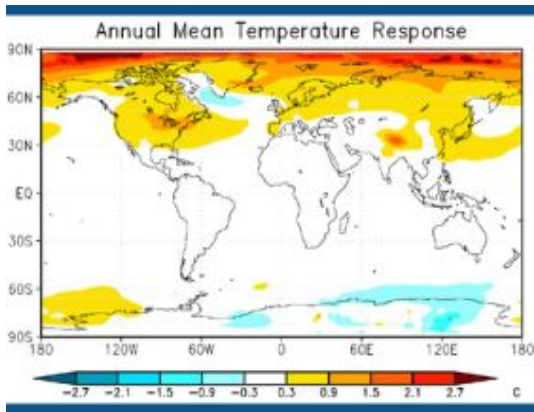 Annual Mean Temperature Response
90N
60N
30N
EQ
30S
60S
90S
180 120W 60W 0 60E 120E 180
-2.7 -2.1 -1.5 -0.9 -0.3 0.3 0.9 1.5 2.1 2.7 C